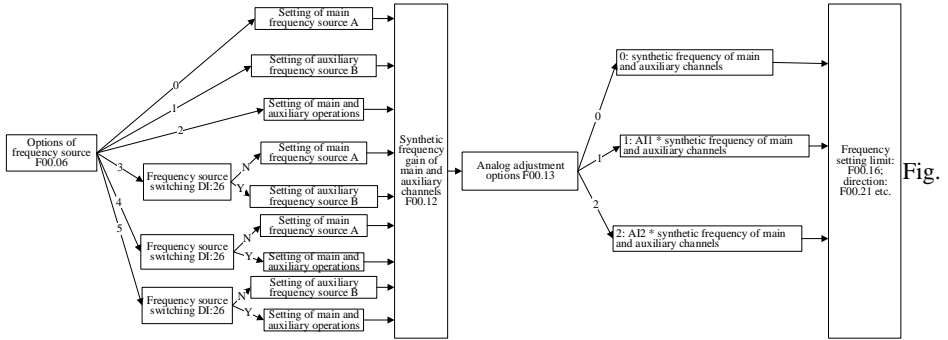 Options of
frequency source
F00.06
0
1
2
3
4
5
Setting of main
frequency source A
Setting of auxiliary
frequency source B
Setting of main and
auxiliary operations
Frequency source
switching DI:26
N
Y
Setting of main
frequency source A
Setting of auxiliary
frequency source B
Frequency source
switching DI:26
N
Y
Setting of main
frequency source A
Setting of main and
auxiliary operations
Frequency source
switching DI:26
N
Y
Setting of auxiliary
frequency source B
Setting of main and
auxiliary operations
Synthetic
frequency
gain of
main and
auxiliary
channels
F00.12
Analog adjustment
options F00.13
0
1
2
0: synthetic frequency of main
and auxiliary channels
1: AI1 * synthetic frequency of main
and auxiliary channels
2: AI2 * synthetic frequency of main
and auxiliary channels
Frequency
setting limit:
F00.16;
direction:
F00.21 etc.
Fig.